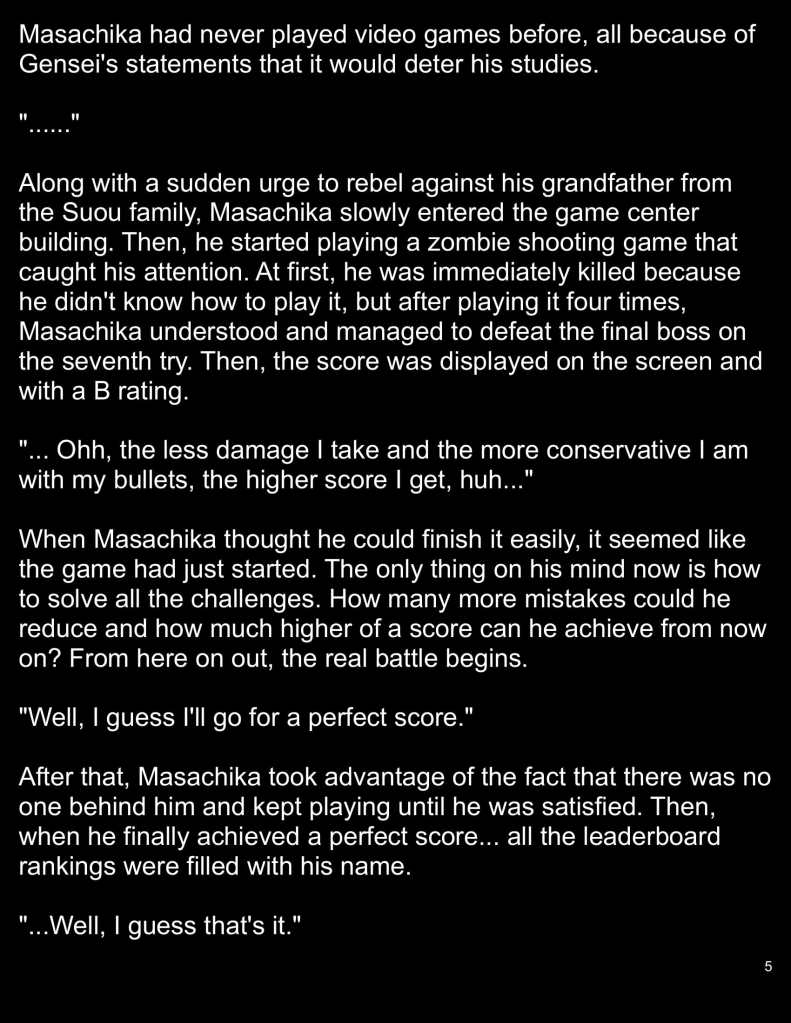 Masachika had never played video games before, all because of
Gensei's statements that it would deter his studies.
"......"
Along with a sudden urge to rebel against his grandfather from
the Suou family, Masachika slowly entered the game center
building. Then, he started playing a zombie shooting game that
caught his attention. At first, he was immediately killed because
he didn't know how to play it, but after playing it four times,
Masachika understood and managed to defeat the final boss on
the seventh try. Then, the score was displayed on the screen and
with a B rating.
"... Ohh, the less damage I take and the more conservative I am
with my bullets, the higher score I get, huh..."
When Masachika thought he could finish it easily, it seemed like
the game had just started. The only thing on his mind now is how
to solve all the challenges. How many more mistakes could he
reduce and how much higher of a score can he achieve from now
on? From here on out, the real battle begins.
"Well, I guess I'll go for a perfect score."
After that, Masachika took advantage of the fact that there was no
one behind him and kept playing until he was satisfied. Then,
when he finally achieved a perfect score... all the leaderboard
rankings were filled with his name.
"...Well, I guess that's it."
5